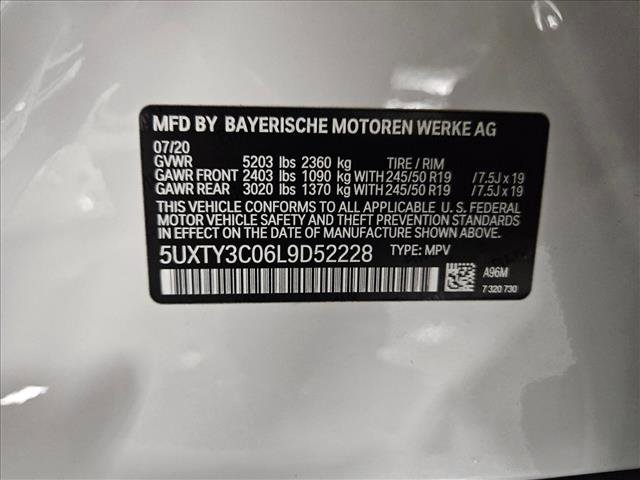 MFD BY BAYERISCHE MOTOREN WERKE AG
07/20
GVWR 5203 lbs 2360 kg TIRE / RIM
GAWR FRONT 2403 lbs 1090 kg WITH 245/50 R19 / 7.5J x 19
GAWR REAR 3020 lbs 1370 kg WITH 245/50 R19 / 7.5J x 19
THIS VEHICLE CONFORMS TO ALL APPLICABLE U. S. FEDERAL
MOTOR VEHICLE SAFETY AND THEFT PREVENTION STANDARDS
IN EFFECT ON THE DATE OF MANUFACTURE SHOWN ABOVE.
5UXTY3C06L9D52228 TYPE: MPV
A96M
7 320 730